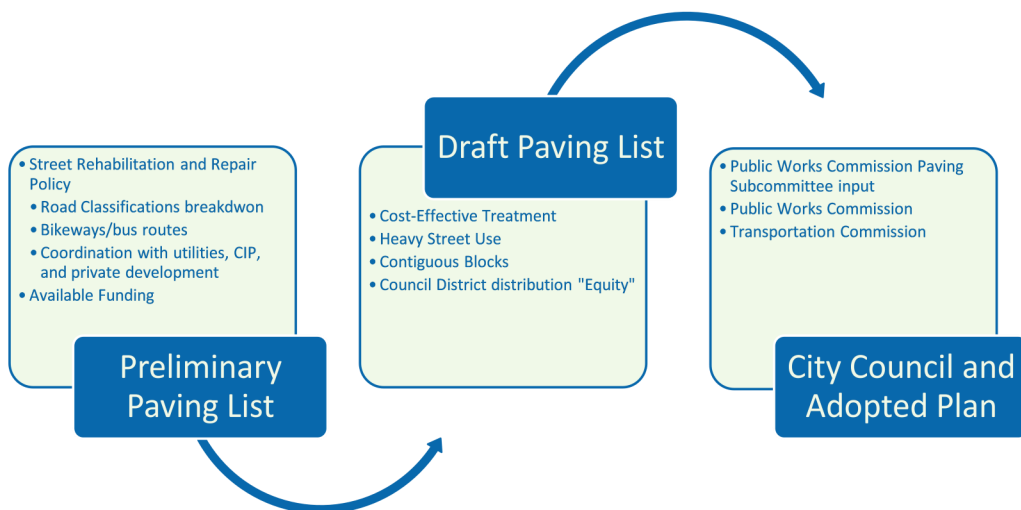 • Street Rehabilitation and Repair
Policy
• Road Classifications breakdwon
• Bikeways/bus routes
• Coordination with utilities, CIP,
and private development
• Available Funding
Preliminary
Paving List
Draft Paving List
• Cost-Effective Treatment
• Heavy Street Use
• Contiguous Blocks
• Council District distribution "Equity"
• Public Works Commission Paving
Subcommittee input
• Public Works Commission
• Transportation Commission
City Council and
Adopted Plan